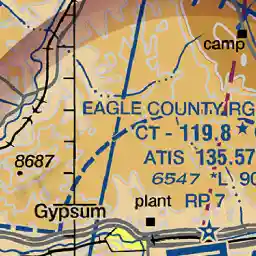 camp
EAGLE COUNTY RG
CT - 119.8 ★
ATIS 135.57
8687
6547 *L 90
plant RP 7
Gypsum